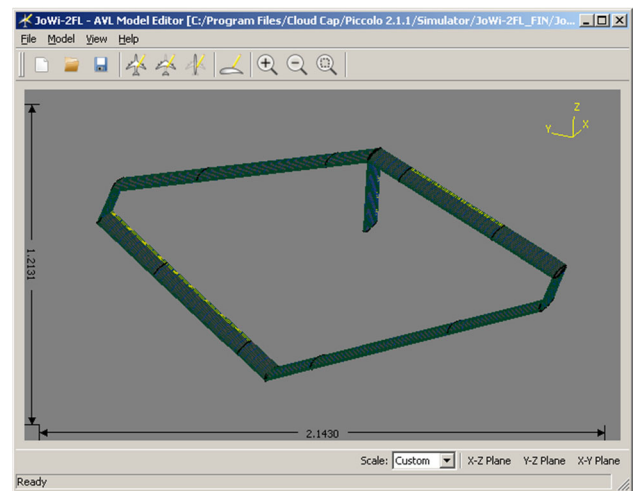 JoWi-2FL - AVL Model Editor [C:/Program Files/Cloud Cap/Piccolo 2.1.1/Simulator/JoWi-2FL_FIN/Jo...
File Model View Help
Z
Y X
1.2131
2.1430
Scale: Custom X-Z Plane Y-Z Plane X-Y Plane
Ready